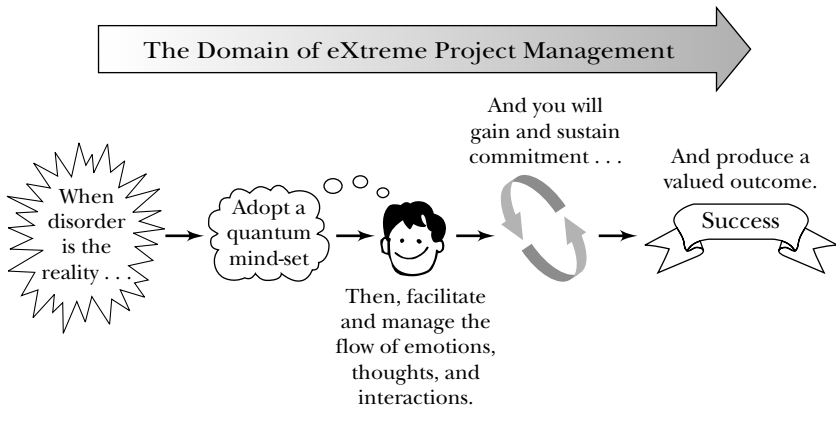 The Domain of eXtreme Project Management
When
disorder
is the
reality . . .
Adopt a
quantum
mind-set
Then, facilitate
and manage the
flow of emotions,
thoughts, and
interactions.
And you will
gain and sustain
commitment . . .
And produce a
valued outcome.
Success